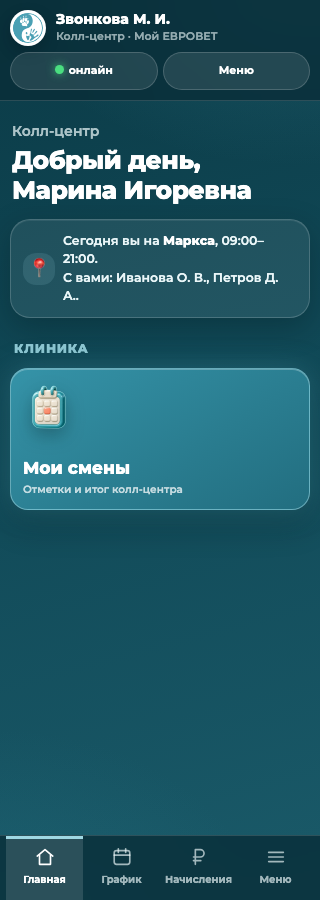 Звонкова М. И.
Колл-центр · Мой ЕВРОВЕТ
онлайн
Меню
Колл-центр
Добрый день,
Марина Игоревна
Сегодня вы на Маркса, 09:00–
21:00.
С вами: Иванова О. В., Петров Д.
А..
КЛИНИКА
Мои смены
Отметки и итог колл-центра
Главная
График
Начисления
Меню